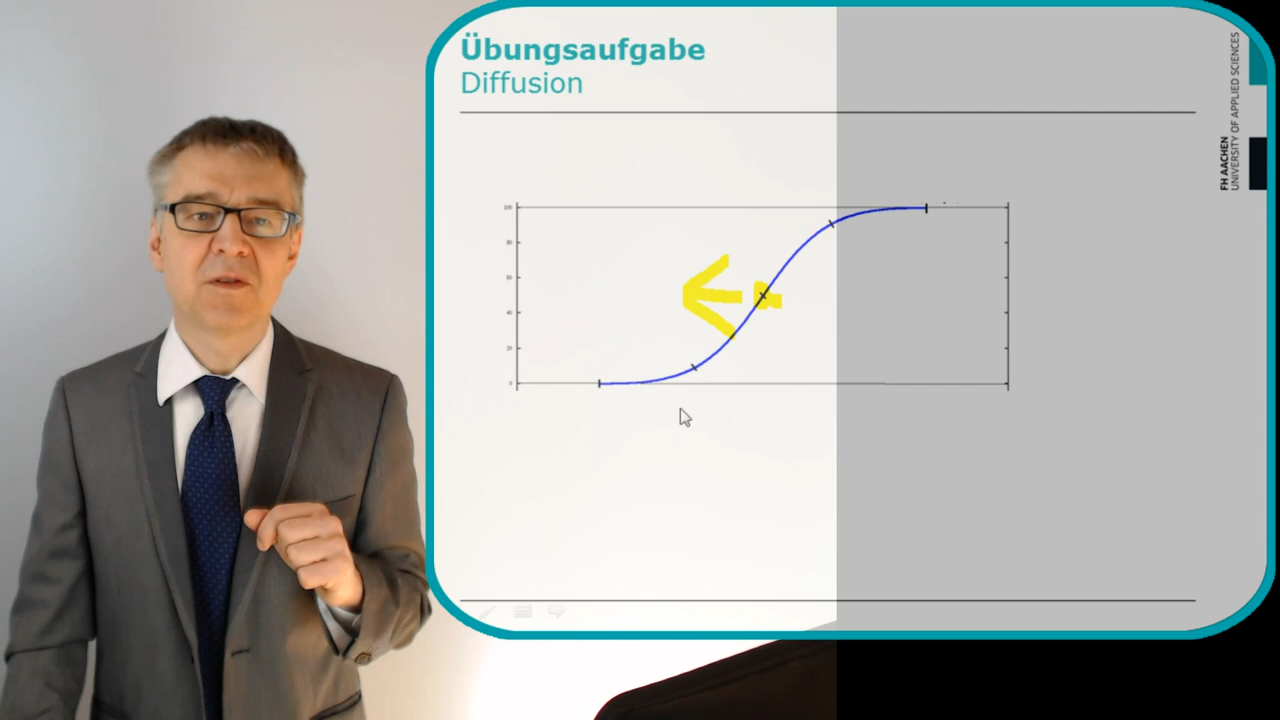 Übungsaufgabe
Diffusion
FH AACHEN
UNIVERSITY OF APPLIED SCIENCES
100
80
60
40
20
0